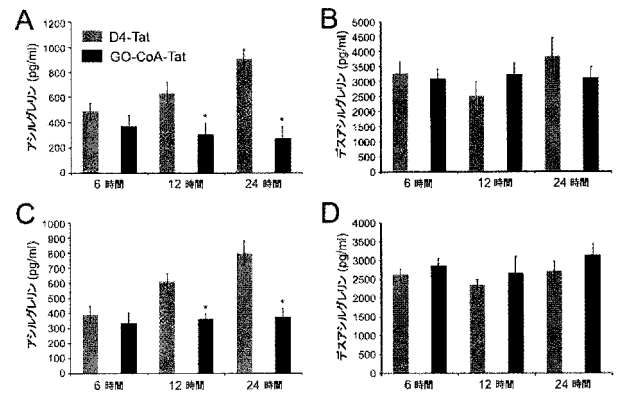 A
アシルグレリン (pg/ml)
1200
1000
800
600
400
200
0
D4-Tat
GO-CoA-Tat
*
*
6 時間
12 時間
24 時間
B
デスアシルグレリン (pg/ml)
5000
4500
4000
3500
3000
2500
2000
1500
1000
500
0
6 時間
12 時間
24 時間
C
アシルグレリン (pg/ml)
1000
900
800
700
600
500
400
300
200
100
0
*
*
6 時間
12 時間
24 時間
D
デスアシルグレリン (pg/ml)
4000
3500
3000
2500
2000
1500
1000
500
0
6 時間
12 時間
24 時間